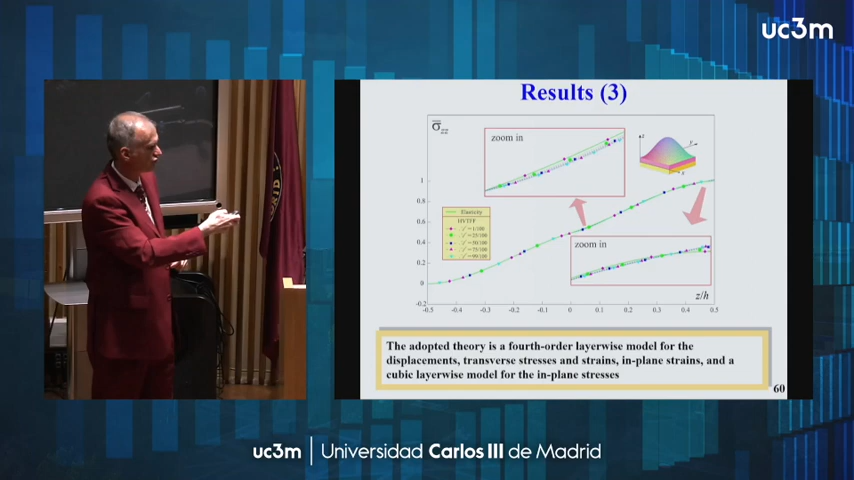 uc3m
Results (3)
zoom in
Elasticity
zoom in
1
0.8
0.6
0.4
0.2
0
-0.2
-0.5
-0.4
-0.3
-0.2
-0.1
0
0.1
0.2
0.3
0.4
0.5
z/h
The adopted theory is a fourth-order layerwise model for the
displacements, transverse stresses and strains, in-plane strains, and a
cubic layerwise model for the in-plane stresses
60
uc3m | Universidad Carlos III de Madrid